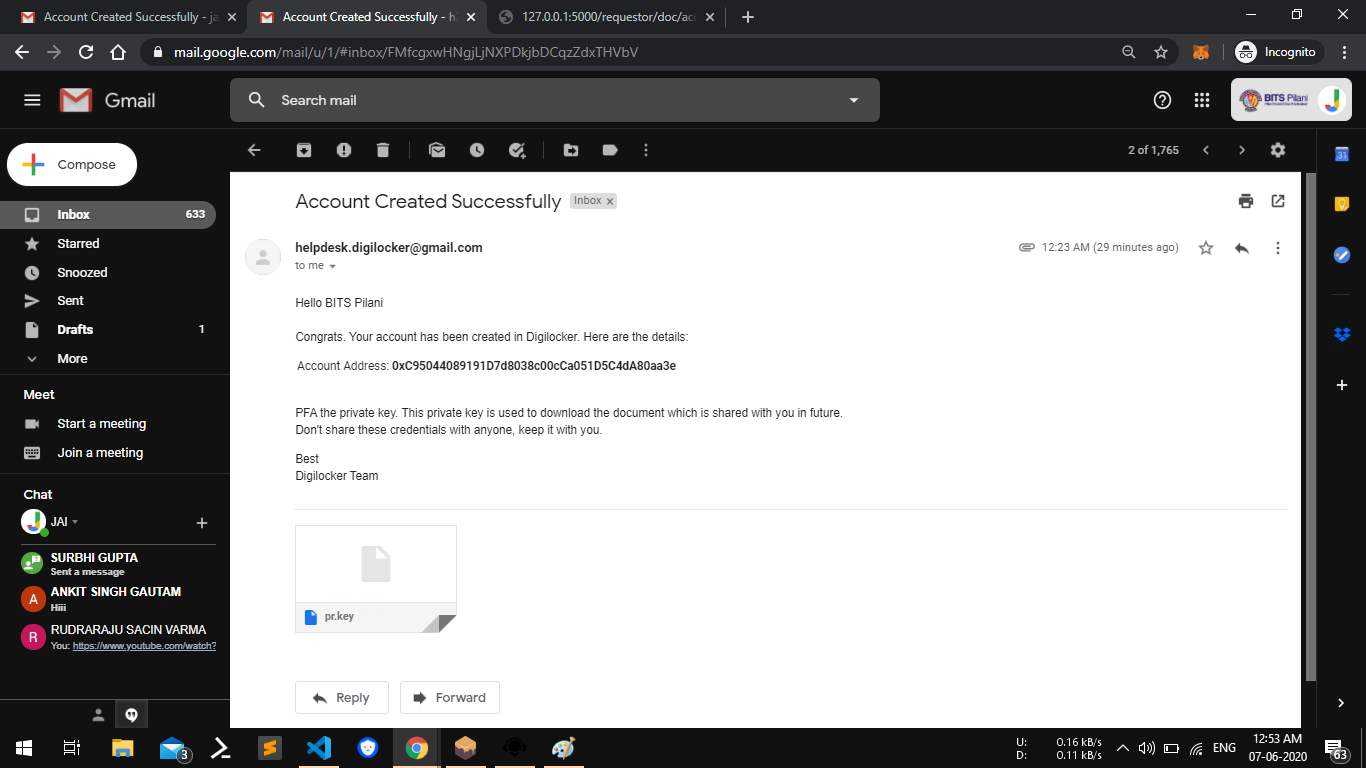 Account Created Successfully - ja
Account Created Successfully - h2
127.0.0.1:5000/requestor/doc/acc
mail.google.com/mail/u/1/#inbox/FMfcgxwHNgjLjNXPDkjbDCqzZdxTHVbV
Incognito
Gmail
Search mail
BITS Pilani
Compose
2 of 1,765
31
Inbox 633
Starred
Snoozed
Sent
Drafts 1
More
Meet
Start a meeting
Join a meeting
Chat
JAI
SURBHI GUPTA
Sent a message
A
ANKIT SINGH GAUTAM
Hiii
R
RUDRARAJU SACIN VARMA
You: https://www.youtube.com/watch?
Account Created Successfully Inbox x
helpdesk.digilocker@gmail.com
12:23 AM (29 minutes ago)
to me
Hello BITS Pilani
Congrats. Your account has been created in Digilocker. Here are the details:
Account Address: 0xC95044089191D7d8038c00cCa051D5C4dA80aa3e
PFA the private key. This private key is used to download the document which is shared with you in future.
Don't share these credentials with anyone, keep it with you.
Best
Digilocker Team
pr.key
Reply
Forward
3
U: 0.16 kB/s
D: 0.11 kB/s
ENG
12:53 AM
07-06-2020
63